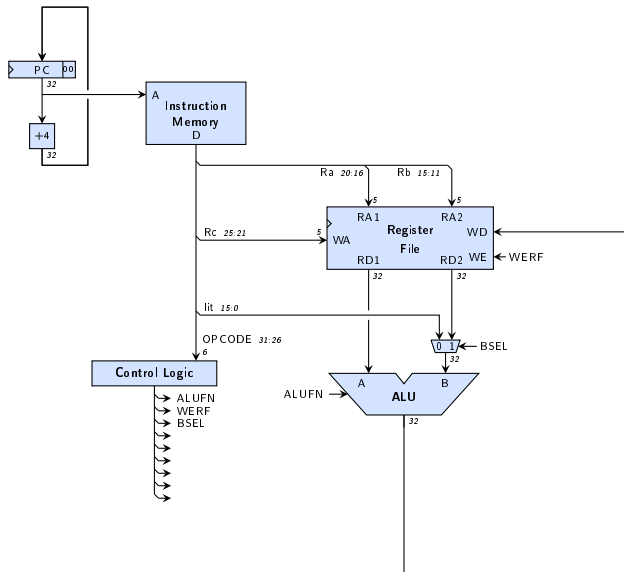 PC 00
32
A
Instruction
Memory
D
+4
32
Ra 20:16 Rb 15:11
5 5
RA1 RA2
Rc 25:21 5 WA Register WD
File
WE WERF
RD1 RD2
32 32
lit 15:0
OPCODE 31:26
6
0 1 BSEL
32
Control Logic
A B
ALUFN ALU
ALUFN
WERF
BSEL
32